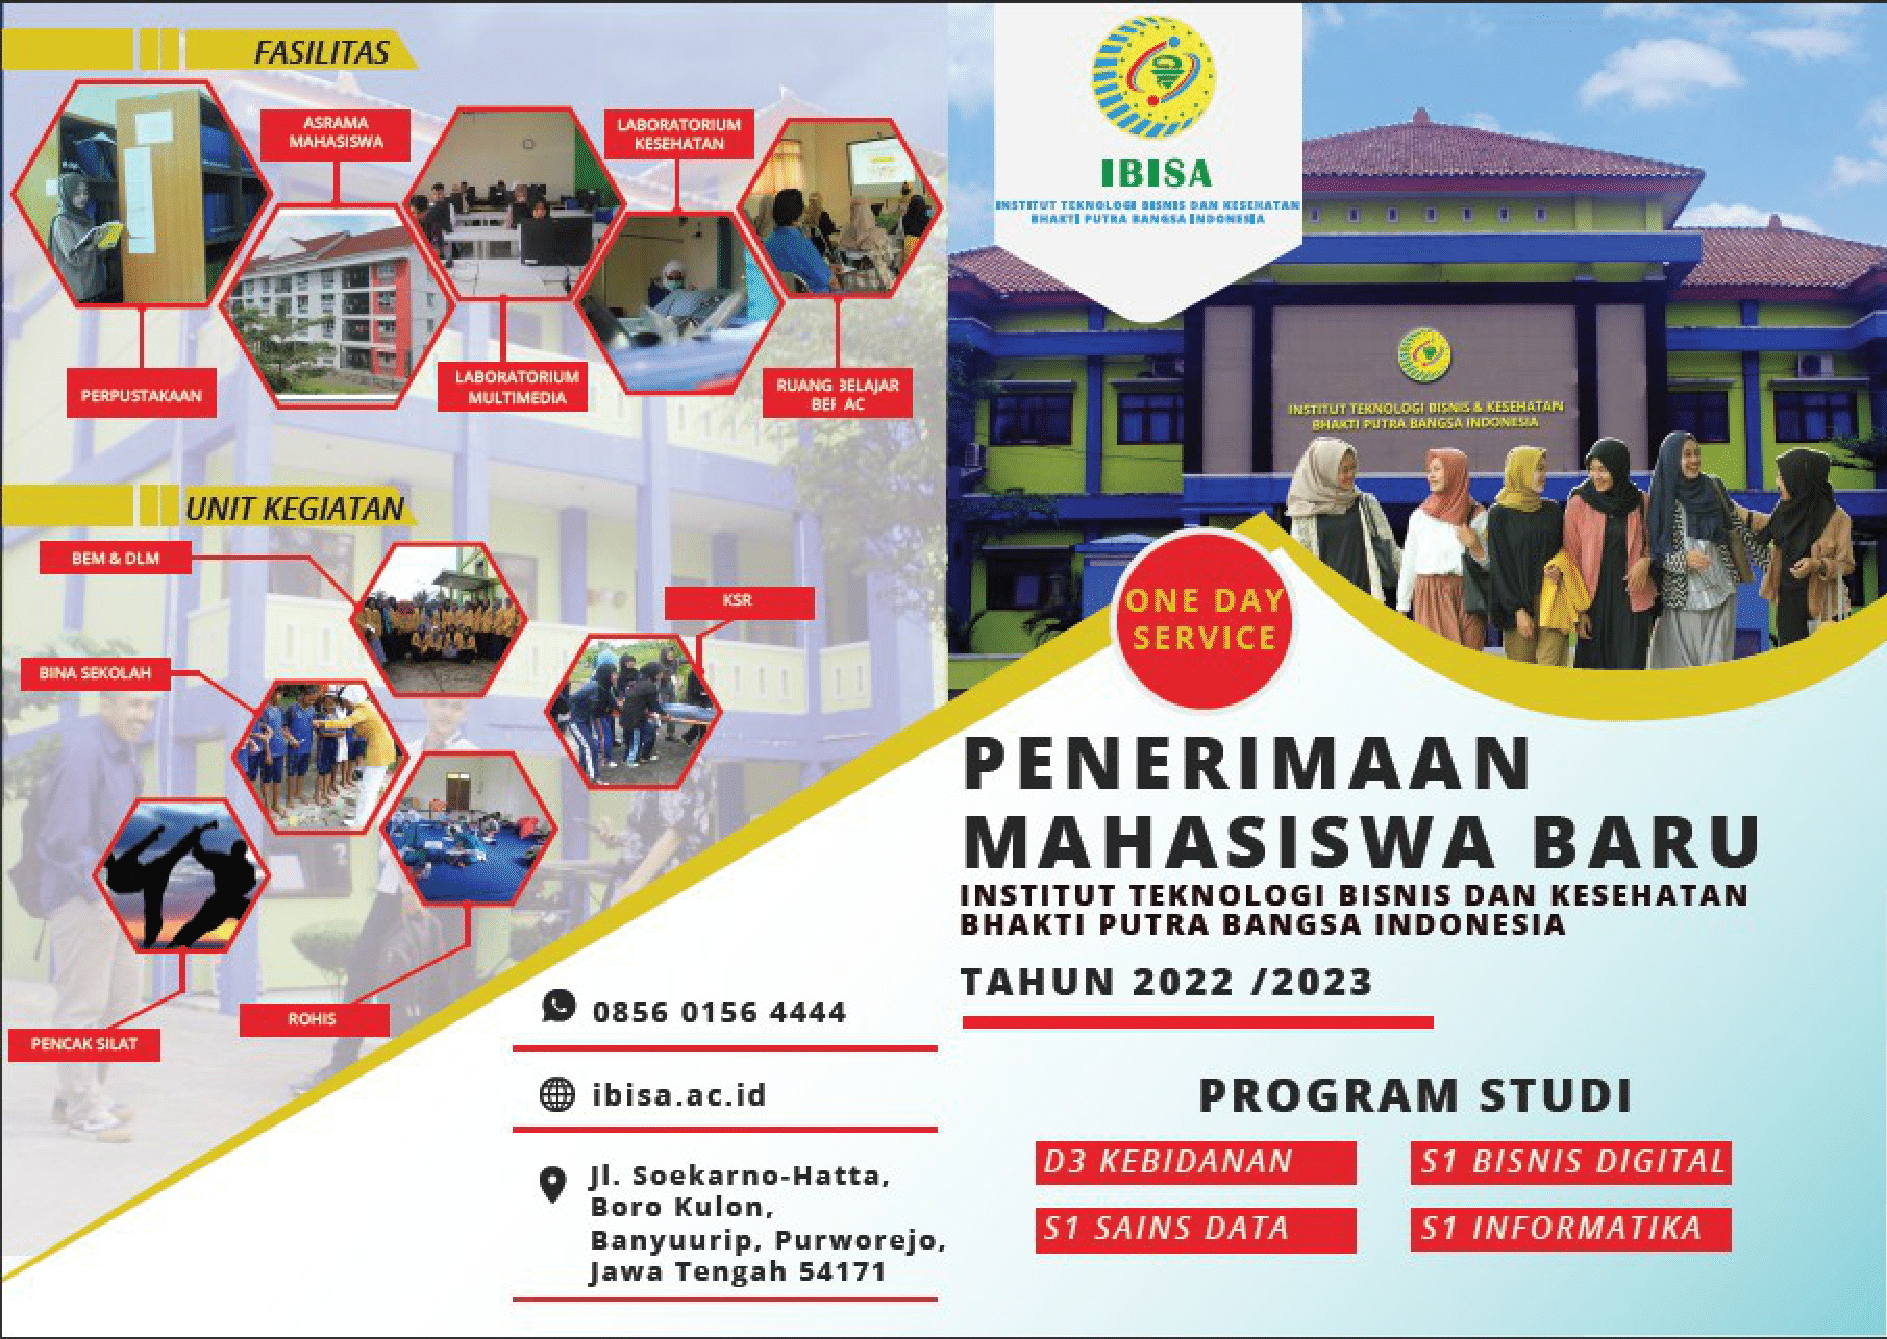 FASILITAS
ASRAMA
MAHASISWA
LABORATORIUM
KESEHATAN
PERPUSTAKAAN
LABORATORIUM
MULTIMEDIA
RUANG BELAJAR
BER AC
UNIT KEGIATAN
BEM & DLM
KSR
BINA SEKOLAH
ROHIS
PENCAK SILAT
0856 0156 4444
ibisa.ac.id
Jl. Soekarno-Hatta,
Boro Kulon,
Banyuurip, Purworejo,
Jawa Tengah 54171
IBISA
INSTITUT TEKNOLOGI BISNIS DAN KESEHATAN
BHAKTI PUTRA BANGSA INDONESIA
INSTITUT TEKNOLOGI BISNIS & KESEHATAN
BHAKTI PUTRA BANGSA INDONESIA
ONE DAY
SERVICE
PENERIMAAN
MAHASISWA BARU
INSTITUT TEKNOLOGI BISNIS DAN KESEHATAN
BHAKTI PUTRA BANGSA INDONESIA
TAHUN 2022 /2023
PROGRAM STUDI
D3 KEBIDANAN
S1 BISNIS DIGITAL
S1 SAINS DATA
S1 INFORMATIKA